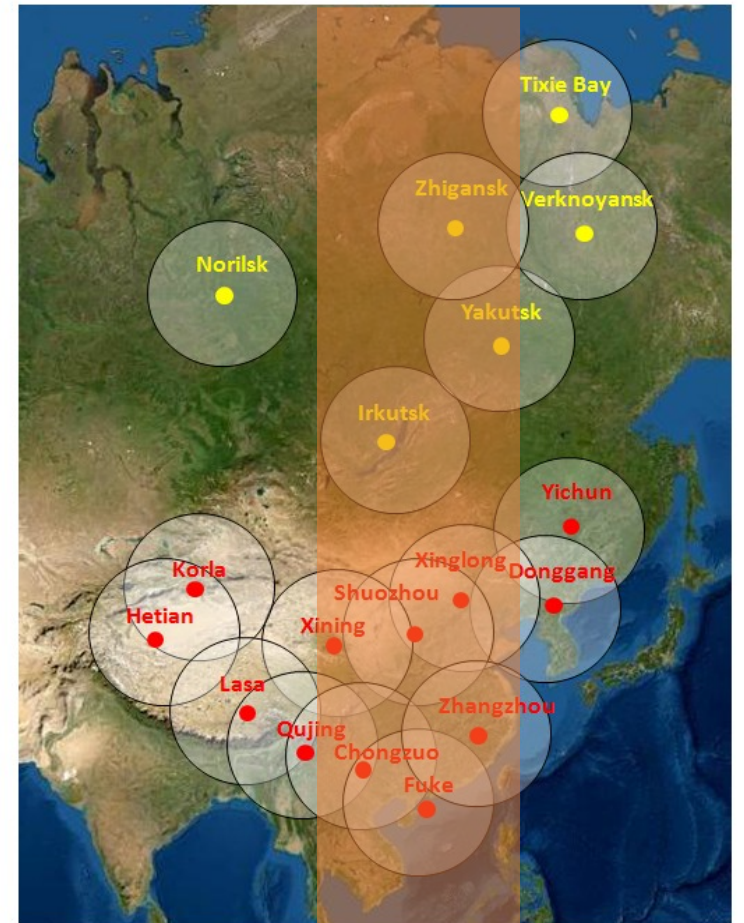 Tixie Bay
Zhigansk
Verknoyansk
Norilsk
Yakutsk
Irkutsk
Yichun
Xinglong
Donggang
Korla
Shuozhou
Hetian
Xining
Lasa
Zhangzhou
Qujing
Chongzuo
Fuke